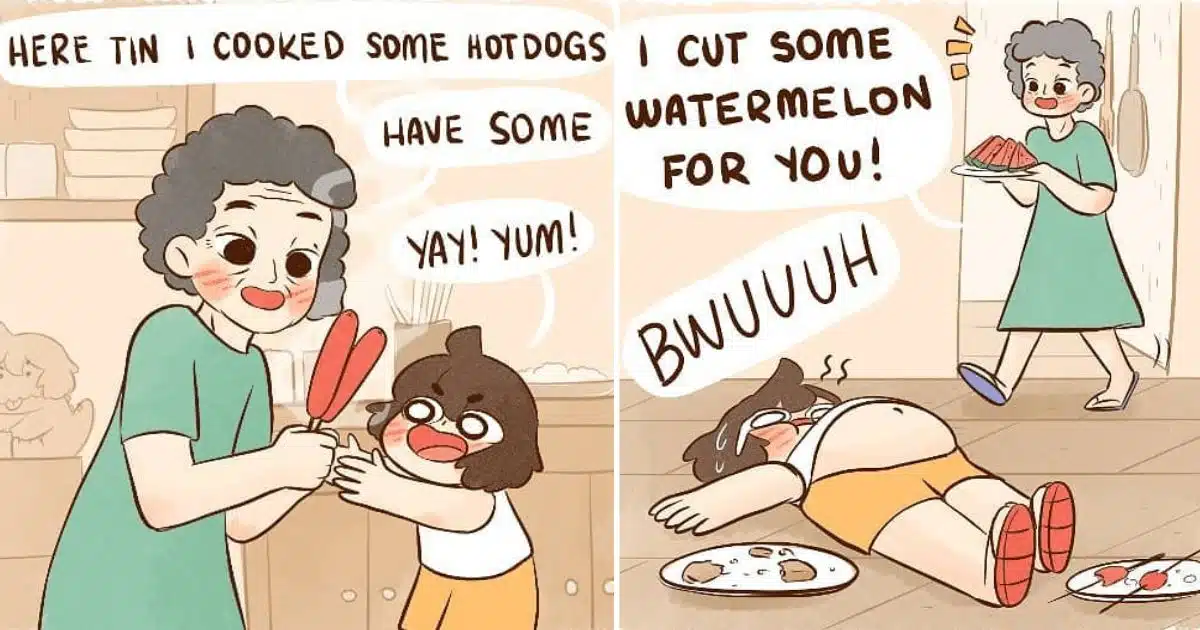 HERE TIN I COOKED SOME HOTDOGS
HAVE SOME
YAY! YUM!
I CUT SOME
WATERMELON
FOR YOU!
BWUUUH